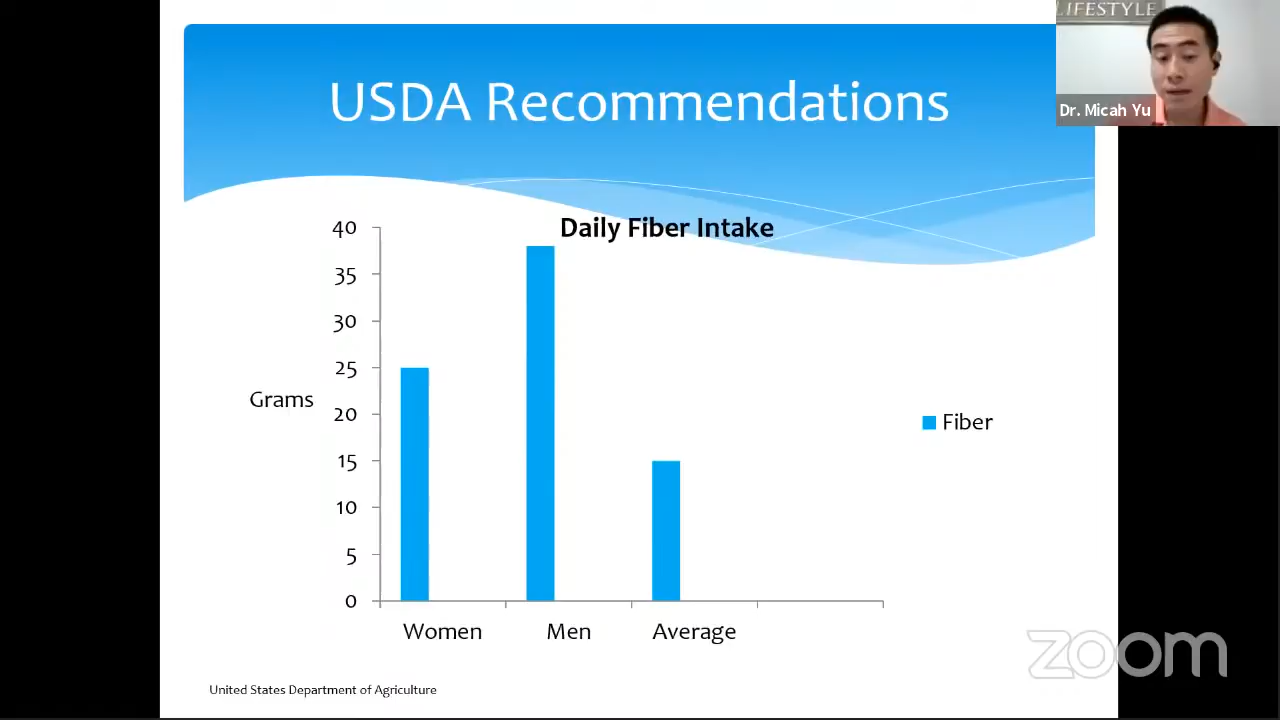 LIFESTYLE
Dr. Micah Yu
USDA Recommendations
Daily Fiber Intake
40
35
30
25
20
15
10
5
0
Grams
Fiber
Women Men Average
United States Department of Agriculture
zoom